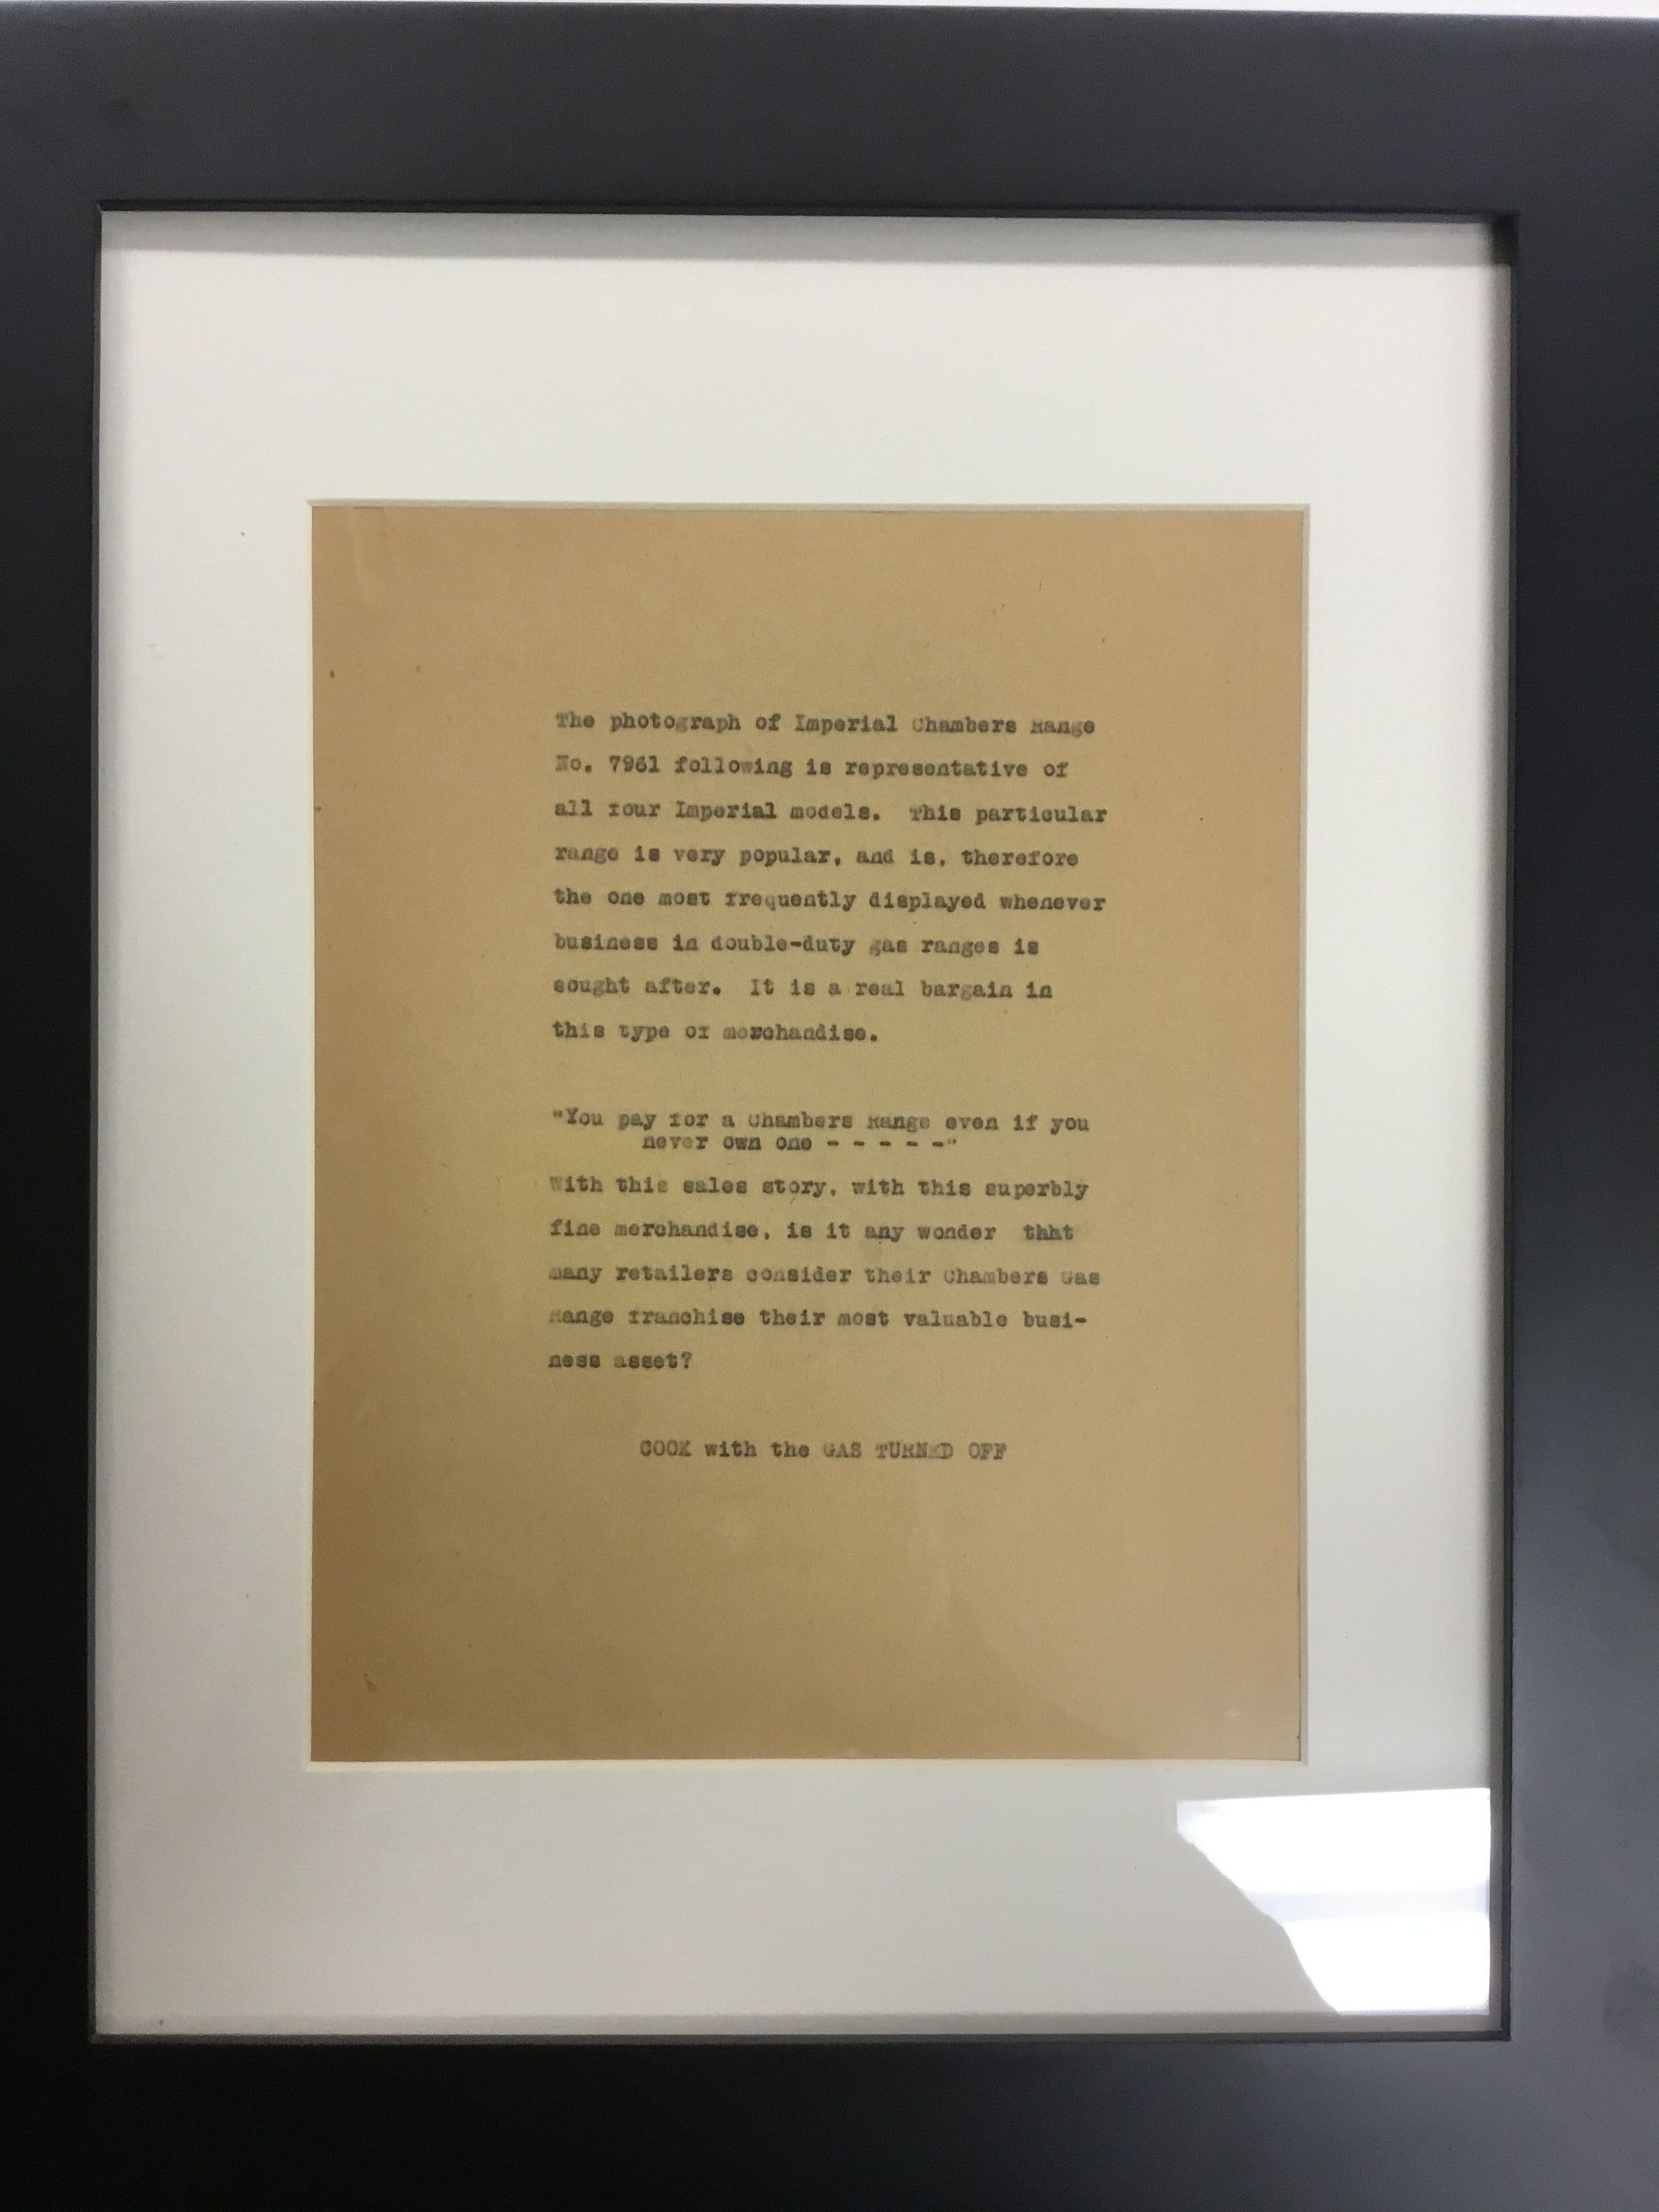 The photograph of Imperial Chambers Range
No. 7961 following is representative of
all four Imperial models.  This particular
range is very popular, and is, therefore
the one most frequently displayed whenever
business in double-duty gas ranges is
sought after.  It is a real bargain in
this type of merchandise.
"You pay for a Chambers Range even if you
never own one - - - - -"
With this sales story, with this superbly
fine merchandise, is it any wonder  thht
many retailers consider their Chambers Gas
Range franchise their most valuable busi-
ness asset?
COOK with the GAS TURNED OFF